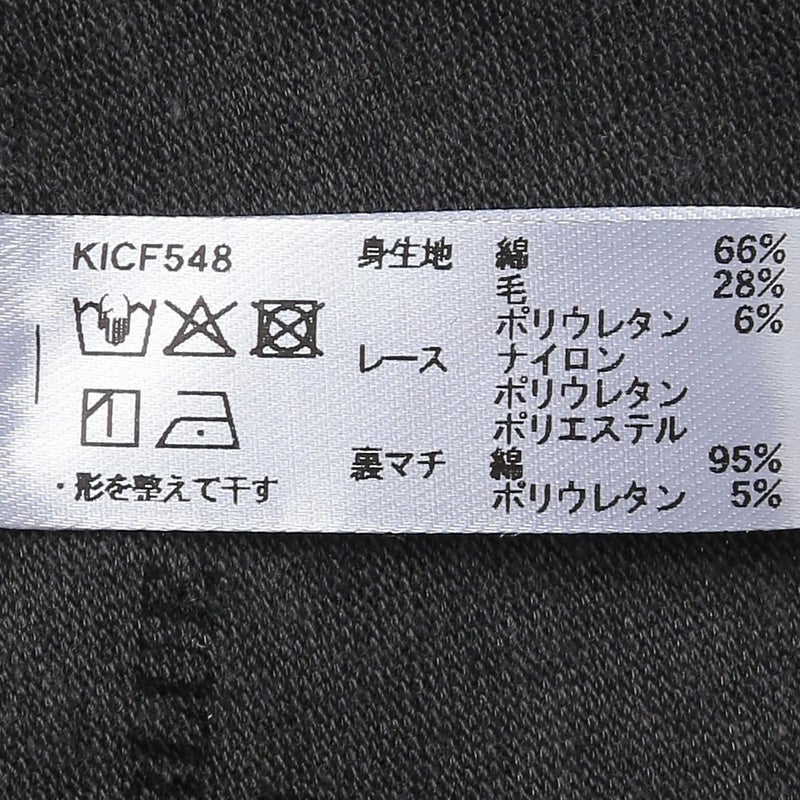 KICF548
身生地 綿 66%
毛 28%
ポリウレタン 6%
レース ナイロン
ポリウレタン
ポリエステル
裏マチ 綿 95%
ポリウレタン 5%
・形を整えて干す